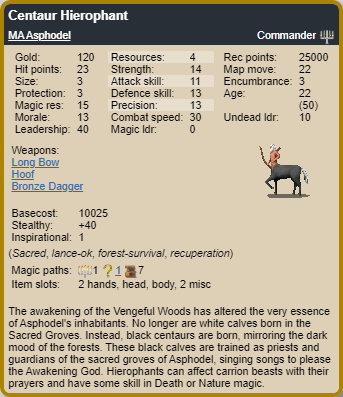 Centaur Hierophant
MA Asphodel Commander
Gold: 120 Resources: 4 Rec points: 25000
Hit points: 23 Strength: 14 Map move: 22
Size: 3 Attack skill: 11 Encumbrance: 3
Protection: 3 Defence skill: 13 Age: 22
Magic res: 15 Precision: 13 (50)
Morale: 13 Combat speed: 30 Undead ldr: 10
Leadership: 40 Magic ldr: 0
Weapons:
Long Bow
Hoof
Bronze Dagger
Basecost: 10025
Stealthy: +40
Inspirational: 1
(Sacred, lance-ok, forest-survival, recuperation)
Magic paths: 1 ? 1 7
Item slots: 2 hands, head, body, 2 misc
The awakening of the Vengeful Woods has altered the very essence
of Asphodel's inhabitants. No longer are white calves born in the
Sacred Groves. Instead, black centaurs are born, mirroring the dark
mood of the forests. These black calves are trained as priests and
guardians of the sacred groves of Asphodel, singing songs to please
the Awakening God. Hierophants can affect carrion beasts with their
prayers and have some skill in Death or Nature magic.